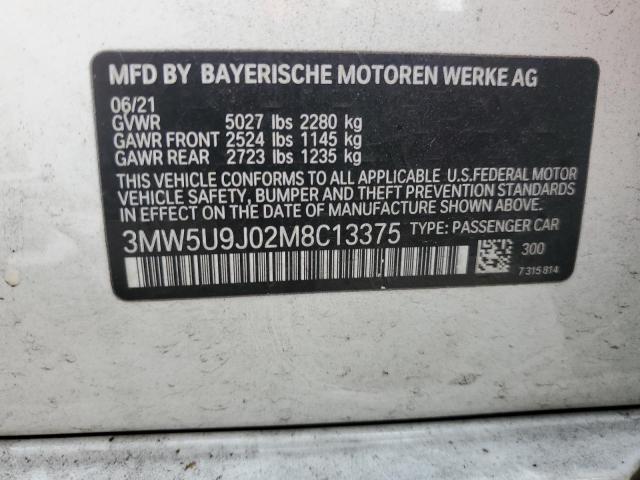 MFD BY BAYERISCHE MOTOREN WERKE AG
06/21
GVWR 5027 lbs 2280 kg
GAWR FRONT 2524 lbs 1145 kg
GAWR REAR 2723 lbs 1235 kg
THIS VEHICLE CONFORMS TO ALL APPLICABLE U.S.FEDERAL MOTOR
VEHICLE SAFETY, BUMPER AND THEFT PREVENTION STANDARDS
IN EFFECT ON THE DATE OF MANUFACTURE SHOWN ABOVE.
3MW5U9J02M8C13375 TYPE: PASSENGER CAR
300
7 315 814